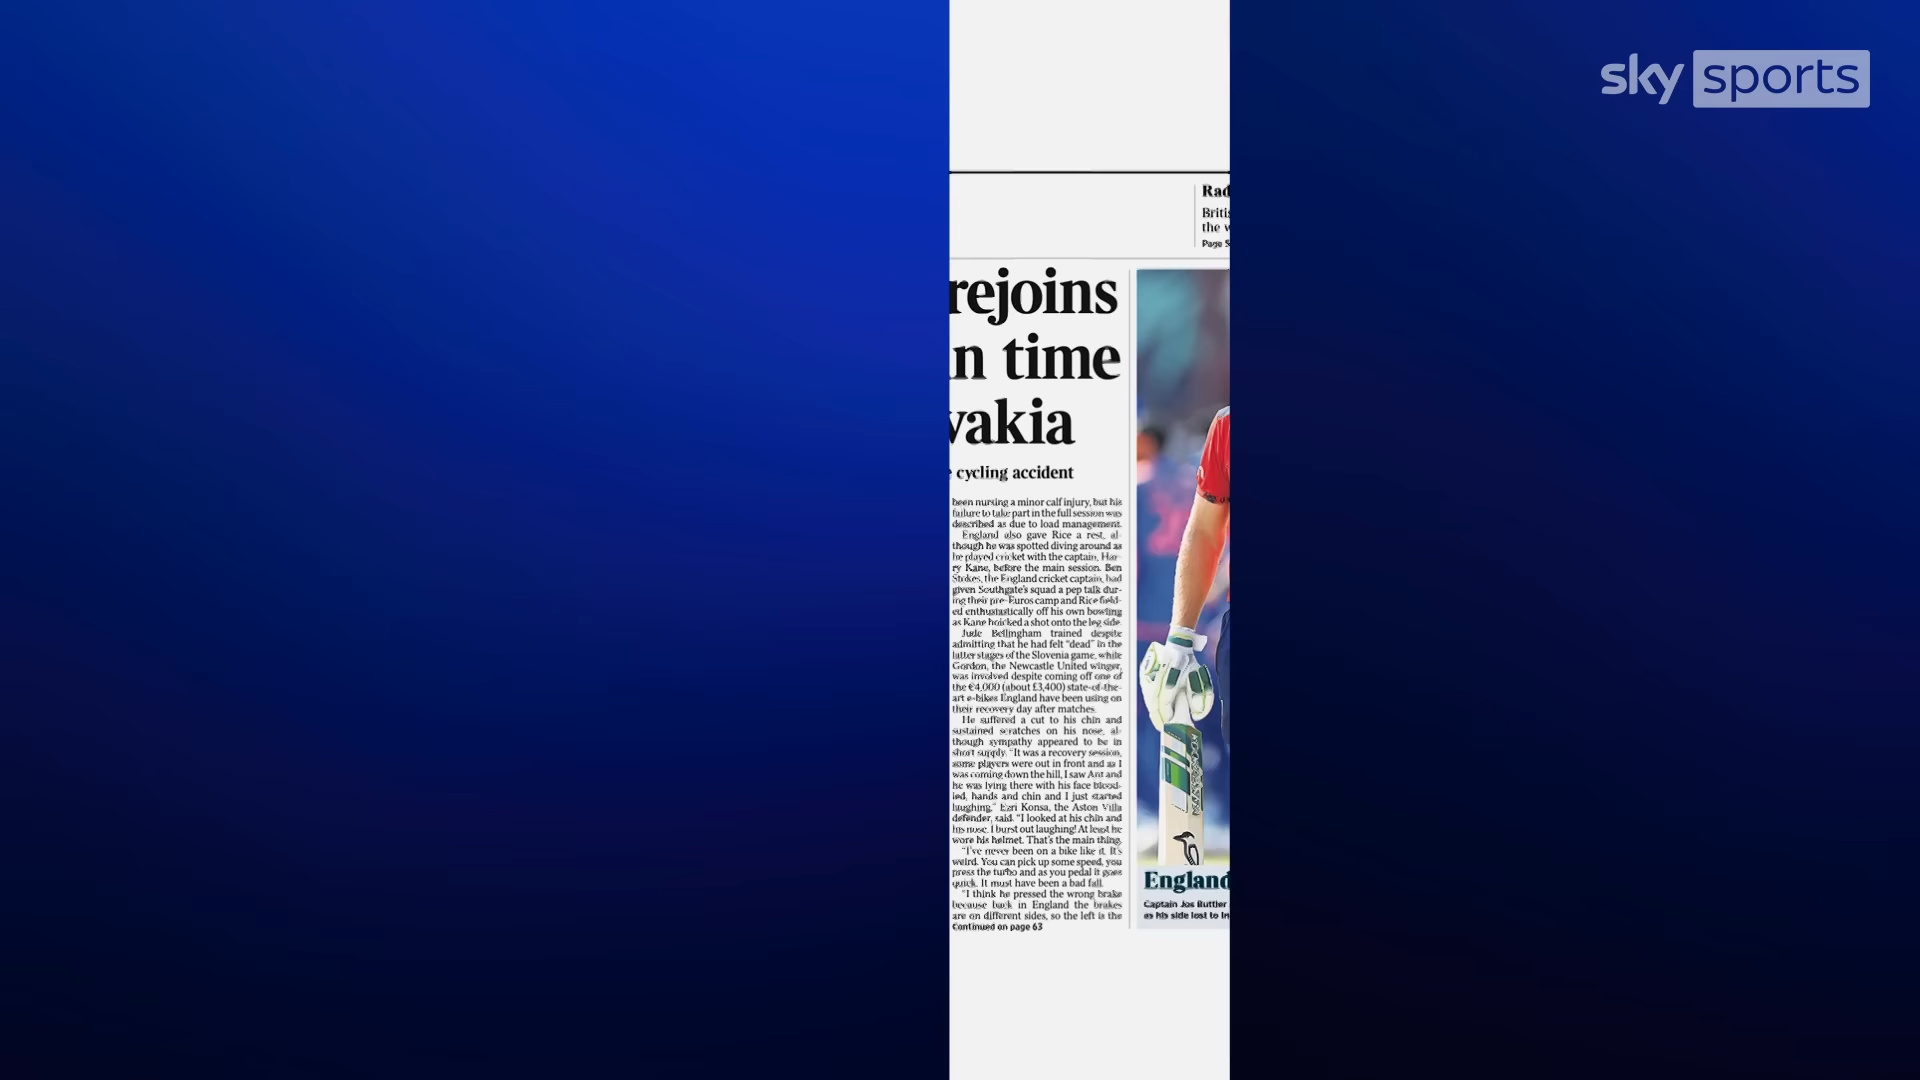 sky sports
Rad
Britis
the w
Page 5
rejoins
n time
vakia
cycling accident
been nursing a minor calf injury, but his
failure to take part in the full session was
described as due to load management.
England also gave Rice a rest, al-
though he was spotted diving around as
he played cricket with the captain, Har-
ry Kane, before the main session. Ben
Stokes, the England cricket captain, had
given Southgate's squad a pep talk dur-
ing their pre-Euros camp and Rice field-
ed enthusiastically off his own bowling
as Kane hoicked a shot onto the leg side.
Jude Bellingham trained despite
admitting that he had felt “dead” in the
latter stages of the Slovenia game, while
Gordon, the Newcastle United winger,
was involved despite coming off one of
the €4,000 (about £3,400) state-of-the-
art e-bikes England have been using on
their recovery day after matches.
He suffered a cut to his chin and
sustained scratches on his nose, al-
though sympathy appeared to be in
short supply. “It was a recovery session,
some players were out in front and as I
was coming down the hill, I saw Ant and
he was lying there with his face blood-
ied, hands and chin and I just started
laughing,” Ezri Konsa, the Aston Villa
defender, said. “I looked at his chin and
his nose. I burst out laughing! At least he
wore his helmet. That's the main thing.
“I've never been on a bike like it. It's
weird. You can pick up some speed, you
press the turbo and as you pedal it goes
quick. It must have been a bad fall.
“I think he pressed the wrong brake
because back in England the brakes
are on different sides, so the left is the
Continued on page 63
England
Captain Jos Buttler
as his side lost to In